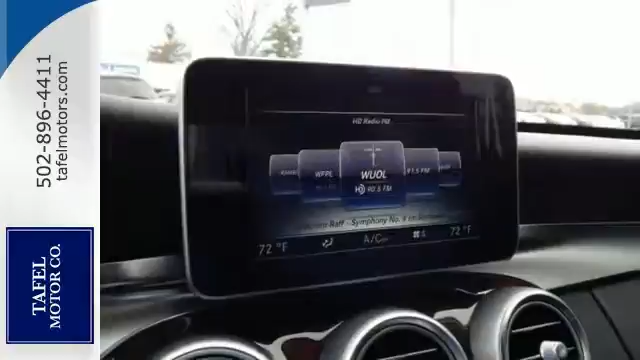 502-896-4411
tafelmotors.com
TAFEL
MOTOR CO.
HD Radio FM
WFPL
WUOL
91.5 FM
HD 90.5 FM
Raff - Symphony No.
72 °F
A/C
72 °F